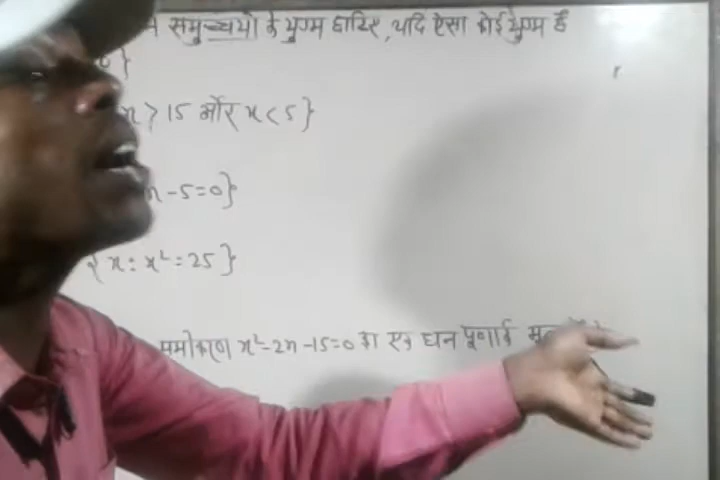 समुच्चयों के युग्म छाटिए, यदि ऐसा कोई युग्म है
0}
x > 15 और x < 5}
x - 5 = 0}
{x : x² = 25}
समीकरण x² - 2x - 15 = 0 का एक धन पूर्णांक